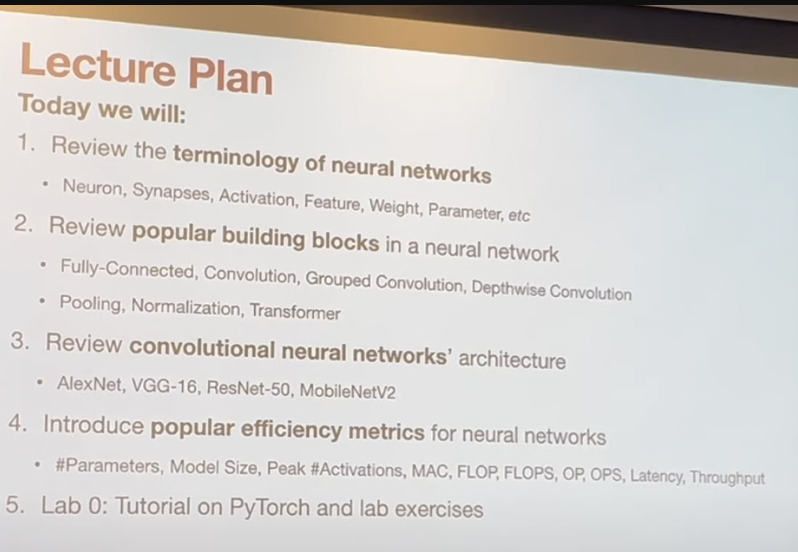 Lecture Plan
Today we will:
1. Review the terminology of neural networks
• Neuron, Synapses, Activation, Feature, Weight, Parameter, etc
2. Review popular building blocks in a neural network
• Fully-Connected, Convolution, Grouped Convolution, Depthwise Convolution
• Pooling, Normalization, Transformer
3. Review convolutional neural networks' architecture
• AlexNet, VGG-16, ResNet-50, MobileNetV2
4. Introduce popular efficiency metrics for neural networks
• #Parameters, Model Size, Peak #Activations, MAC, FLOP, FLOPS, OP, OPS, Latency, Throughput
5. Lab 0: Tutorial on PyTorch and lab exercises